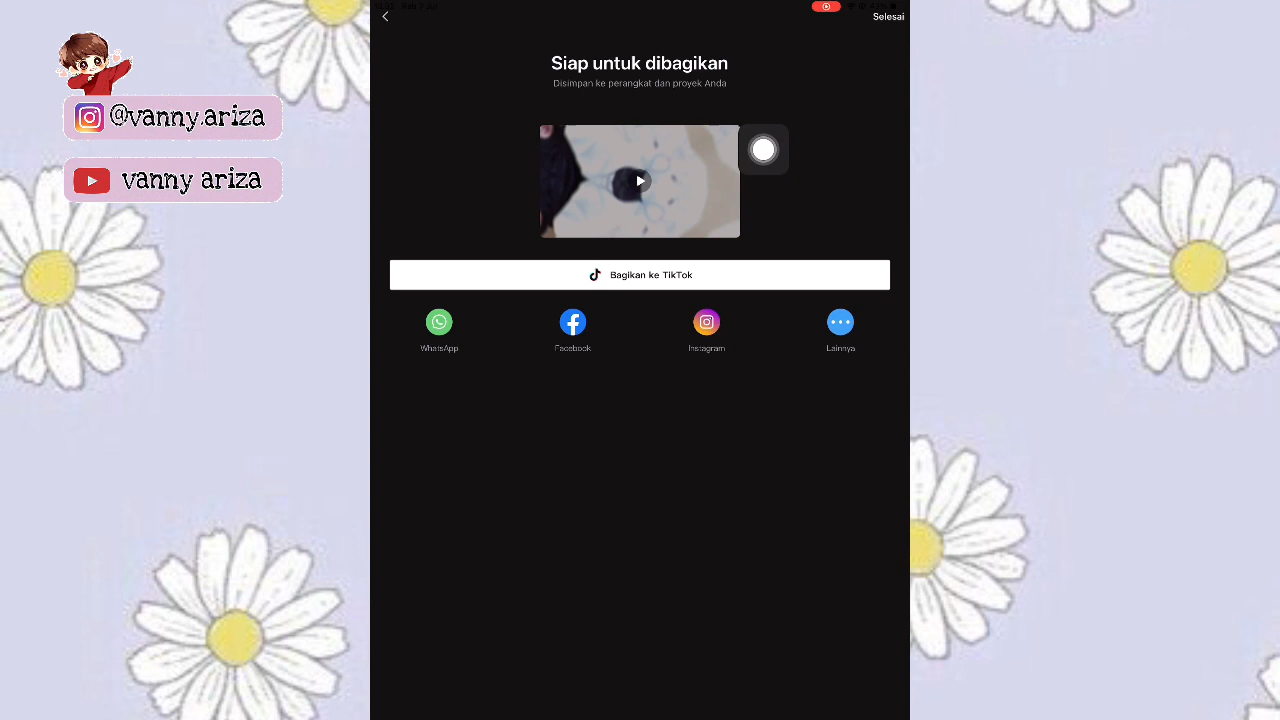 @vanny.ariza
vanny ariza
Selesai
Siap untuk dibagikan
Disimpan ke perangkat dan proyek Anda
Bagikan ke TikTok
WhatsApp
Facebook
Instagram
Lainnya